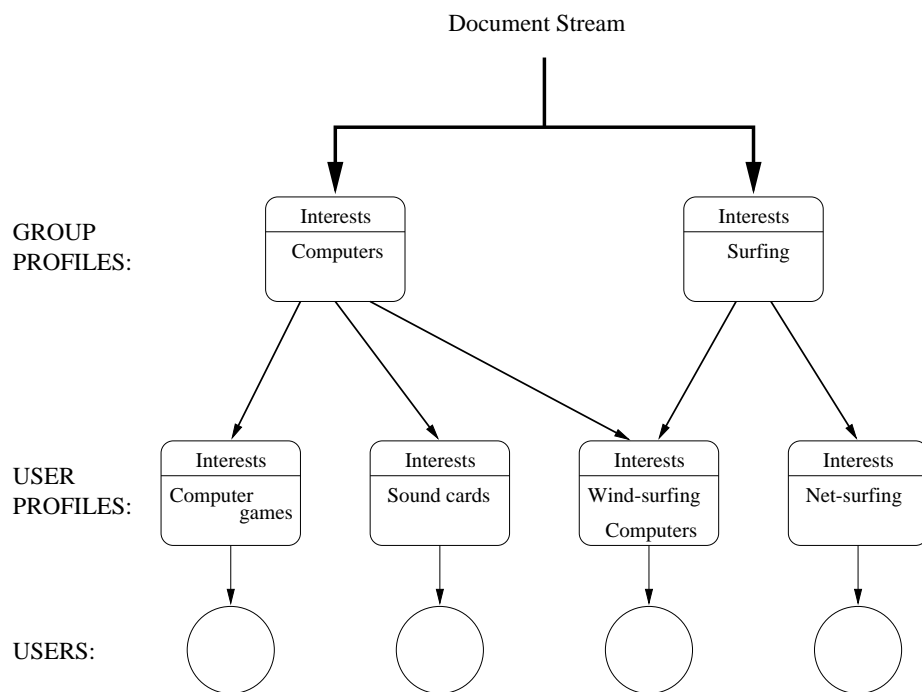 Document Stream
GROUP
PROFILES:
Interests
Computers
Interests
Surfing
USER
PROFILES:
Interests
Computer
games
Interests
Sound cards
Interests
Wind-surfing
Computers
Interests
Net-surfing
USERS: